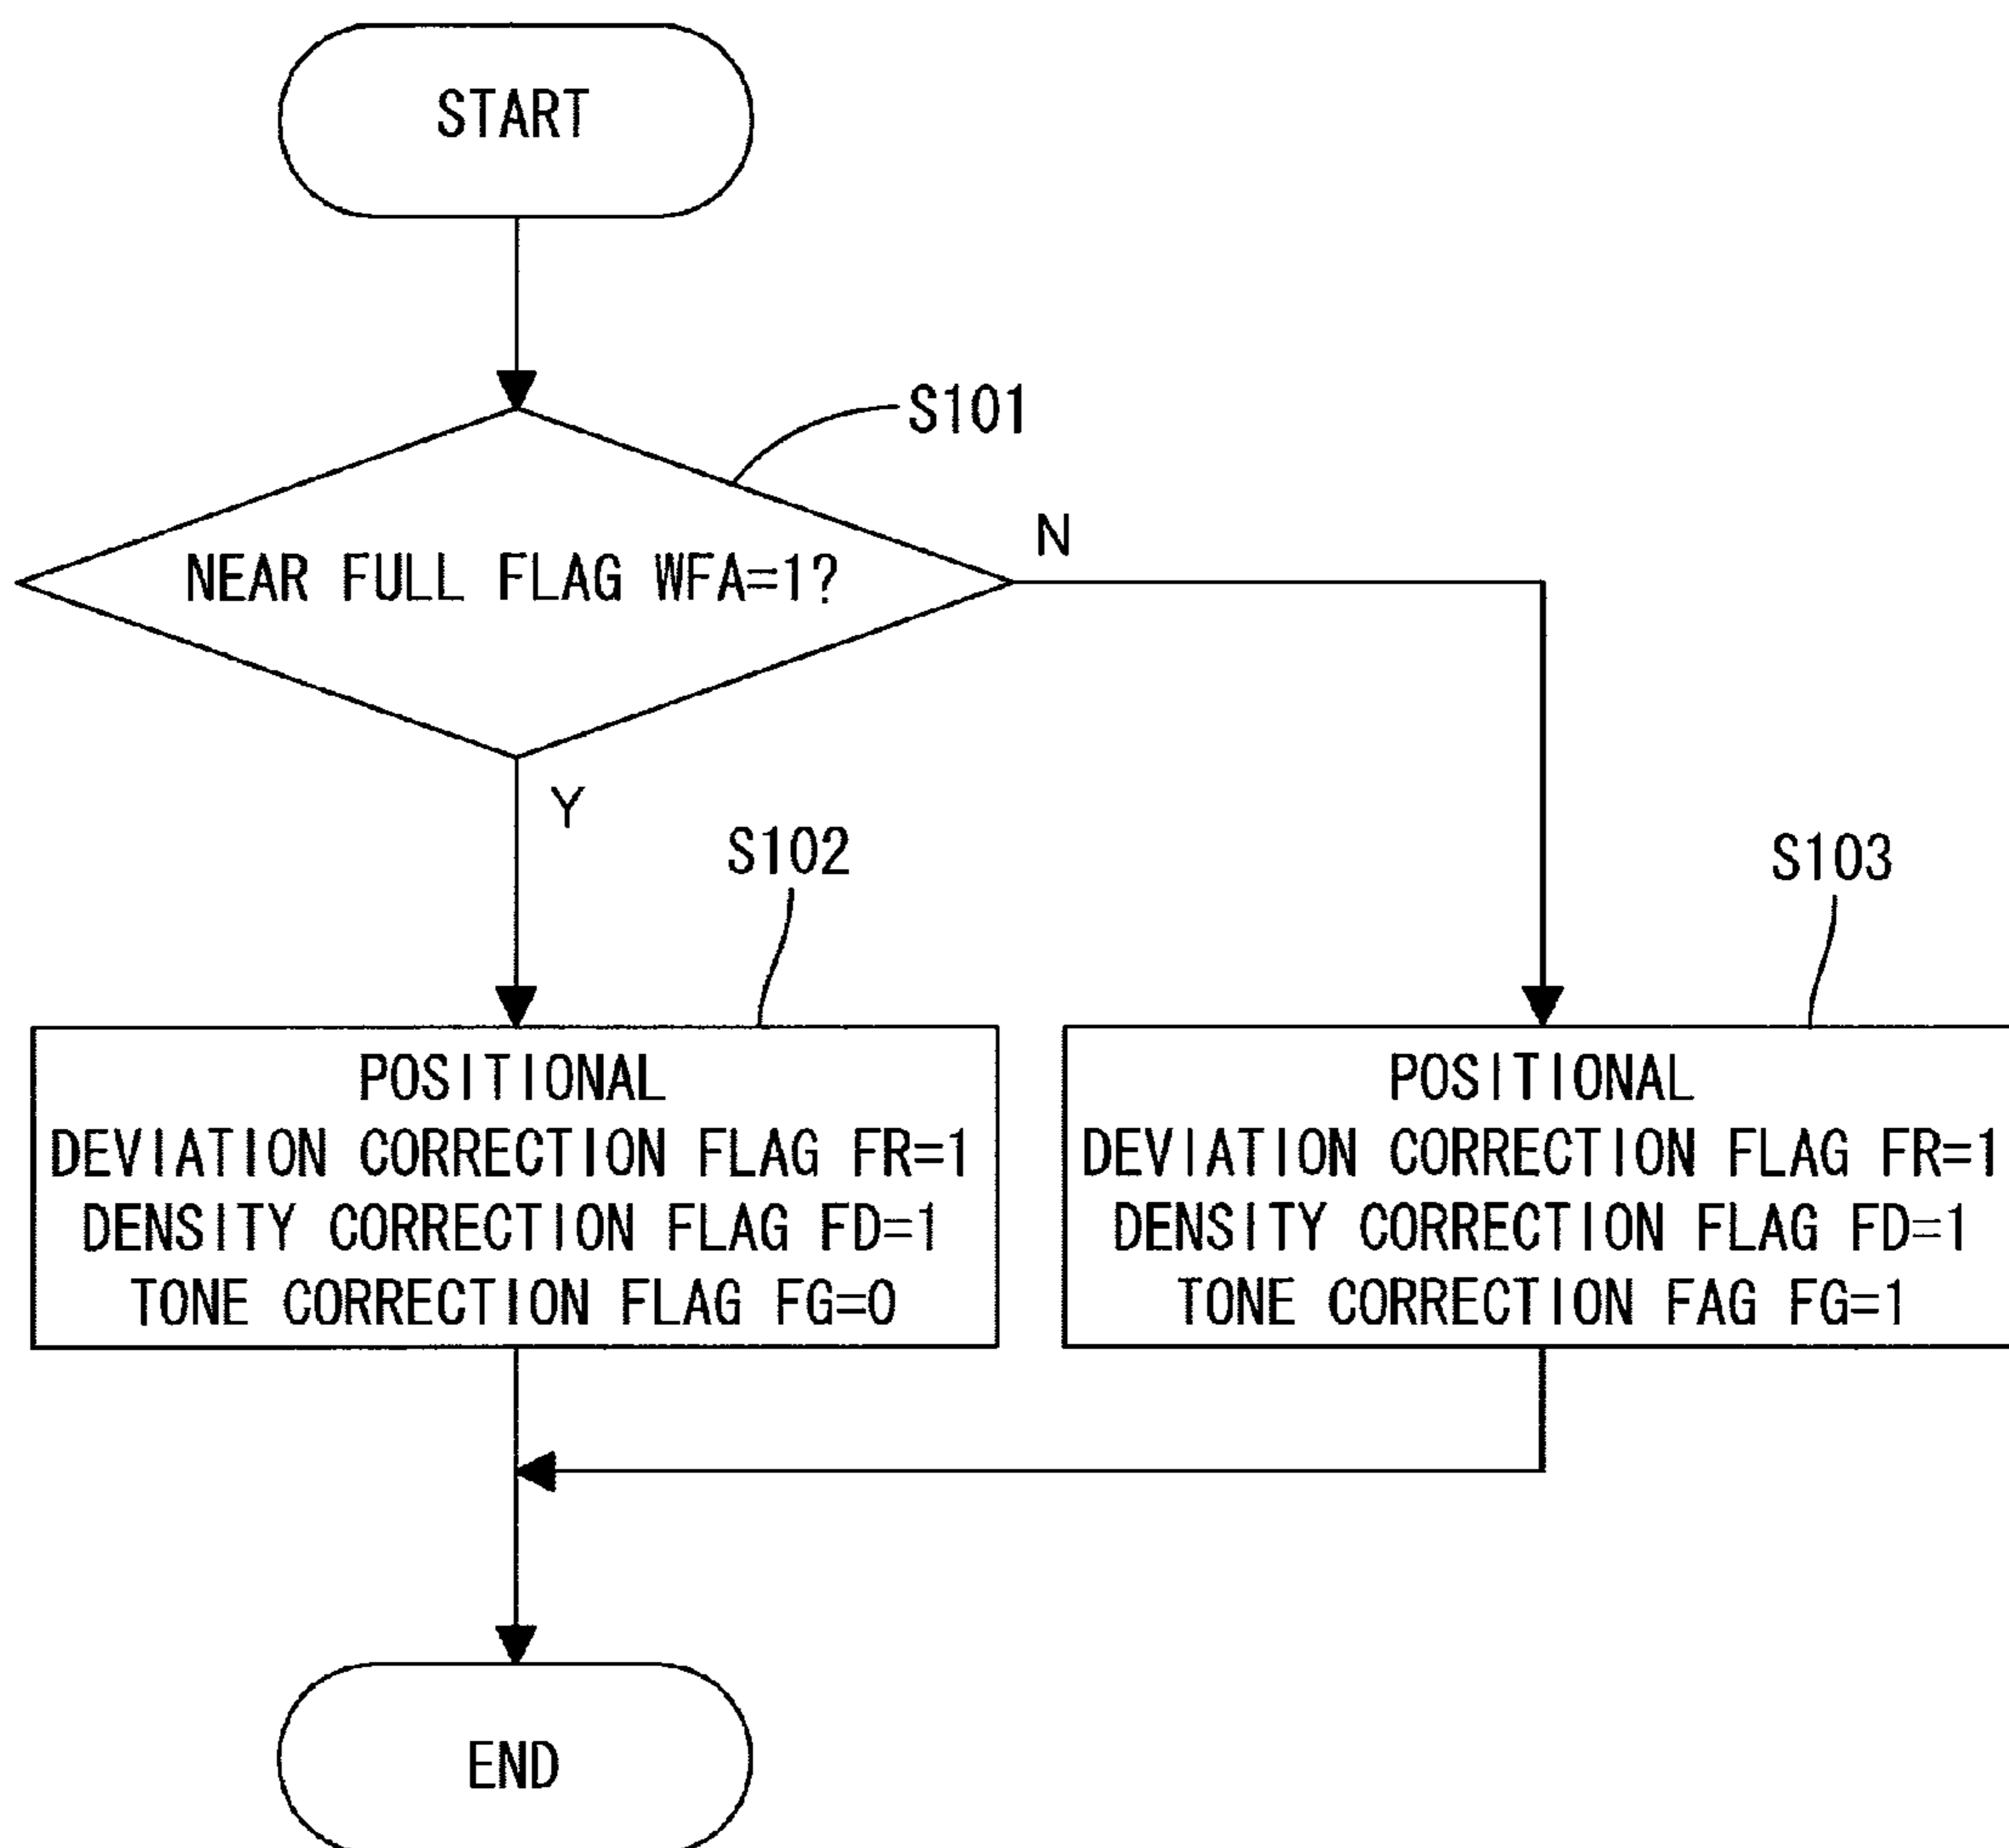 START
S101
NEAR FULL FLAG WFA=1?
N
Y
S102
S103
POSITIONAL
DEVIATION CORRECTION FLAG FR=1
DENSITY CORRECTION FLAG FD=1
TONE CORRECTION FLAG FG=0
POSITIONAL
DEVIATION CORRECTION FLAG FR=1
DENSITY CORRECTION FLAG FD=1
TONE CORRECTION FAG FG=1
END